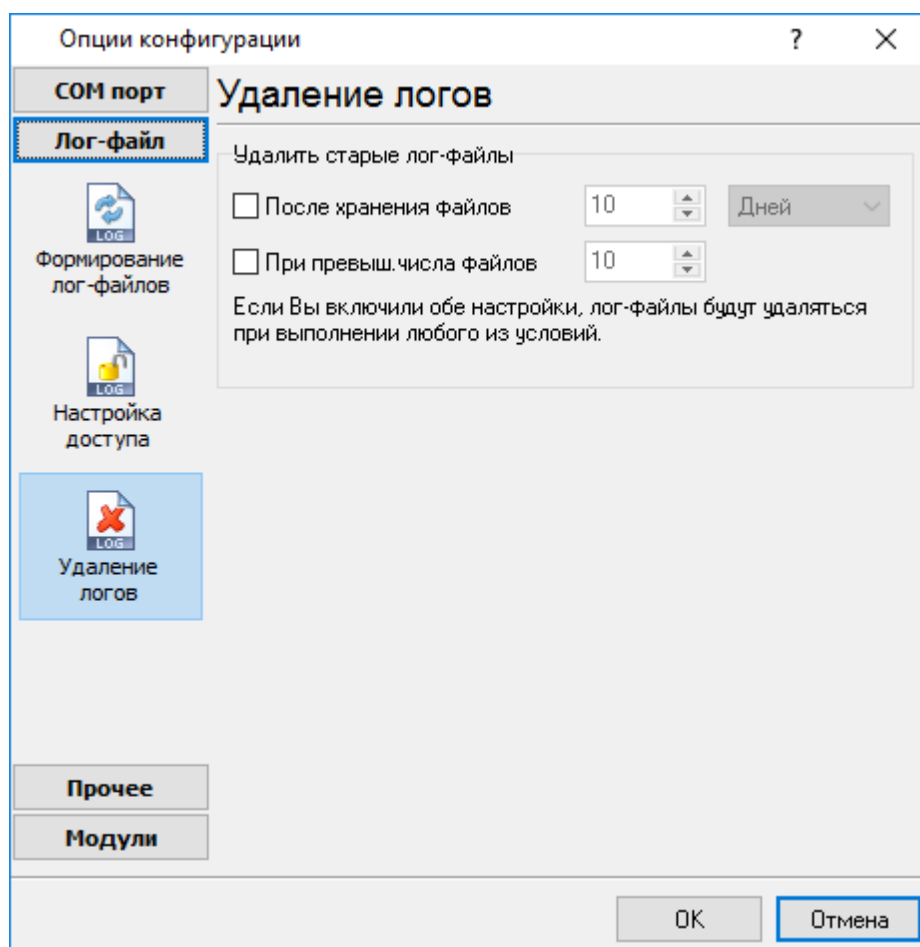 Опции конфигурации
?
COM порт
Лог-файл
LOG
Формирование
лог-файлов
LOG
Настройка
доступа
LOG
Удаление
логов
Прочее
Модули
Удаление логов
Удалить старые лог-файлы
После хранения файлов 10 Дней
При превыш.числа файлов 10
Если Вы включили обе настройки, лог-файлы будут удаляться
при выполнении любого из условий.
OK Отмена